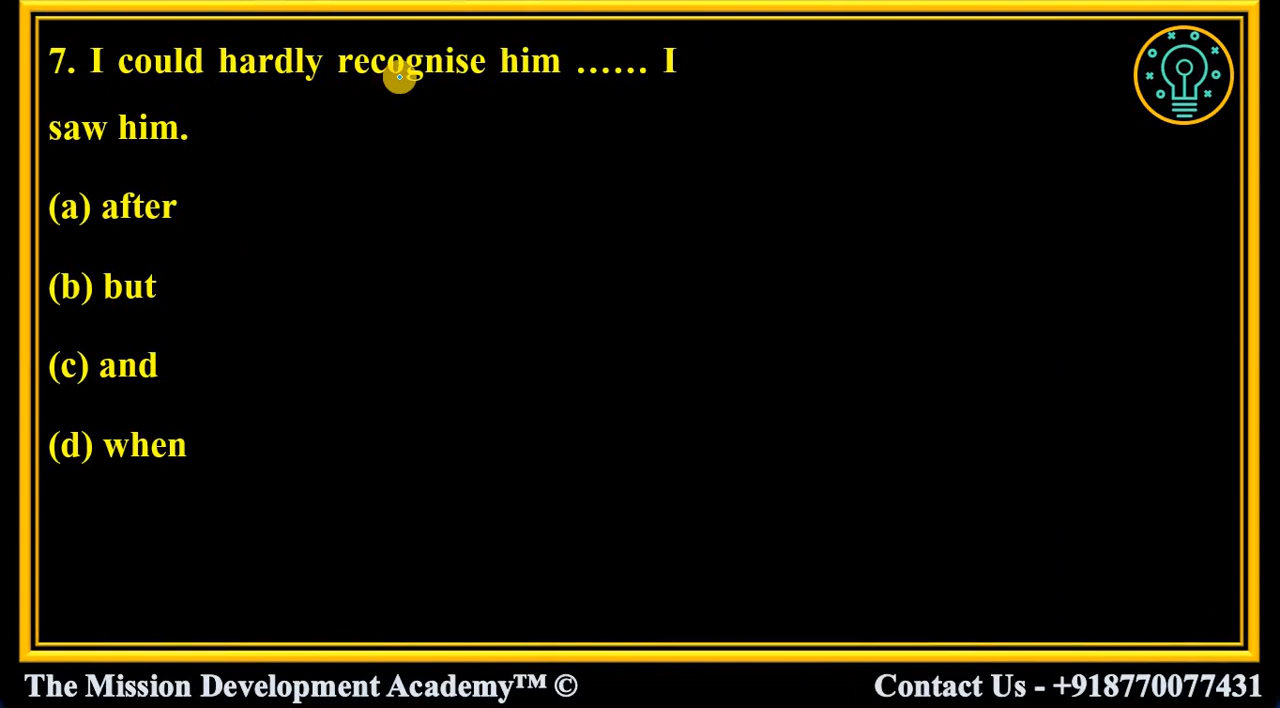 7. I could hardly recognise him ...... I
saw him.
(a) after
(b) but
(c) and
(d) when
The Mission Development Academy™ ©
Contact Us - +918770077431